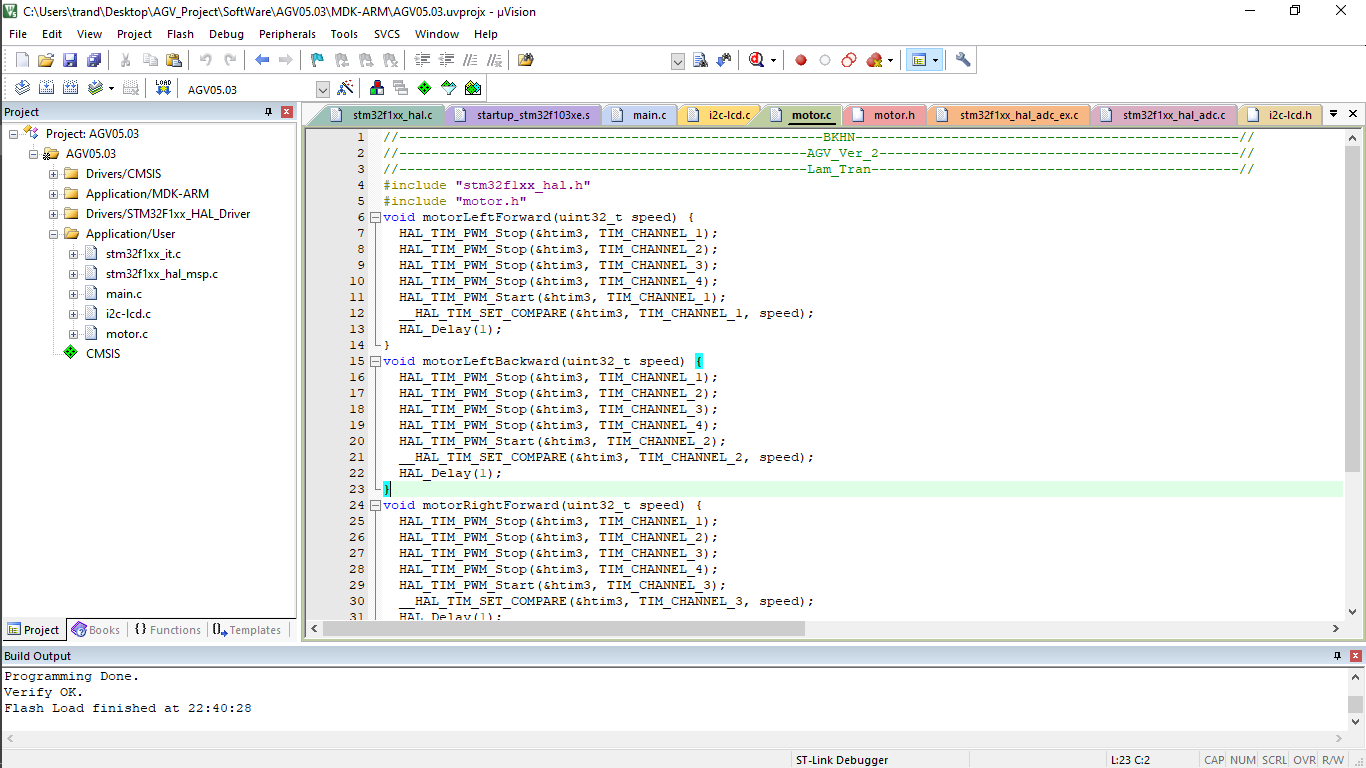 C:\Users\trand\Desktop\AGV_Project\SoftWare\AGV05.03\MDK-ARM\AGV05.03.uvprojx - µVision
File Edit View Project Flash Debug Peripherals Tools SVCS Window Help
LOAD AGV05.03
Project
stm32f1xx_hal.c startup_stm32f103xe.s main.c i2c-lcd.c motor.c motor.h stm32f1xx_hal_adc_ex.c stm32f1xx_hal_adc.c i2c-lcd.h
Project: AGV05.03
AGV05.03
Drivers/CMSIS
Application/MDK-ARM
Drivers/STM32F1xx_HAL_Driver
Application/User
stm32f1xx_it.c
stm32f1xx_hal_msp.c
main.c
i2c-lcd.c
motor.c
CMSIS
Project Books {} Functions Templates
1 //-----------------------------------------------------BKHN------------------------------------------------//
2 //---------------------------------------------------AGV_Ver_2---------------------------------------------//
3 //---------------------------------------------------Lam_Tran----------------------------------------------//
4 #include "stm32f1xx_hal.h"
5 #include "motor.h"
6 void motorLeftForward(uint32_t speed) {
7 HAL_TIM_PWM_Stop(&htim3, TIM_CHANNEL_1);
8 HAL_TIM_PWM_Stop(&htim3, TIM_CHANNEL_2);
9 HAL_TIM_PWM_Stop(&htim3, TIM_CHANNEL_3);
10 HAL_TIM_PWM_Stop(&htim3, TIM_CHANNEL_4);
11 HAL_TIM_PWM_Start(&htim3, TIM_CHANNEL_1);
12 __HAL_TIM_SET_COMPARE(&htim3, TIM_CHANNEL_1, speed);
13 HAL_Delay(1);
14 }
15 void motorLeftBackward(uint32_t speed) {
16 HAL_TIM_PWM_Stop(&htim3, TIM_CHANNEL_1);
17 HAL_TIM_PWM_Stop(&htim3, TIM_CHANNEL_2);
18 HAL_TIM_PWM_Stop(&htim3, TIM_CHANNEL_3);
19 HAL_TIM_PWM_Stop(&htim3, TIM_CHANNEL_4);
20 HAL_TIM_PWM_Start(&htim3, TIM_CHANNEL_2);
21 __HAL_TIM_SET_COMPARE(&htim3, TIM_CHANNEL_2, speed);
22 HAL_Delay(1);
23 }
24 void motorRightForward(uint32_t speed) {
25 HAL_TIM_PWM_Stop(&htim3, TIM_CHANNEL_1);
26 HAL_TIM_PWM_Stop(&htim3, TIM_CHANNEL_2);
27 HAL_TIM_PWM_Stop(&htim3, TIM_CHANNEL_3);
28 HAL_TIM_PWM_Stop(&htim3, TIM_CHANNEL_4);
29 HAL_TIM_PWM_Start(&htim3, TIM_CHANNEL_3);
30 __HAL_TIM_SET_COMPARE(&htim3, TIM_CHANNEL_3, speed);
31 HAL_Delay(1);
Build Output
Programming Done.
Verify OK.
Flash Load finished at 22:40:28
ST-Link Debugger L:23 C:2 CAP NUM SCRL OVR R/W